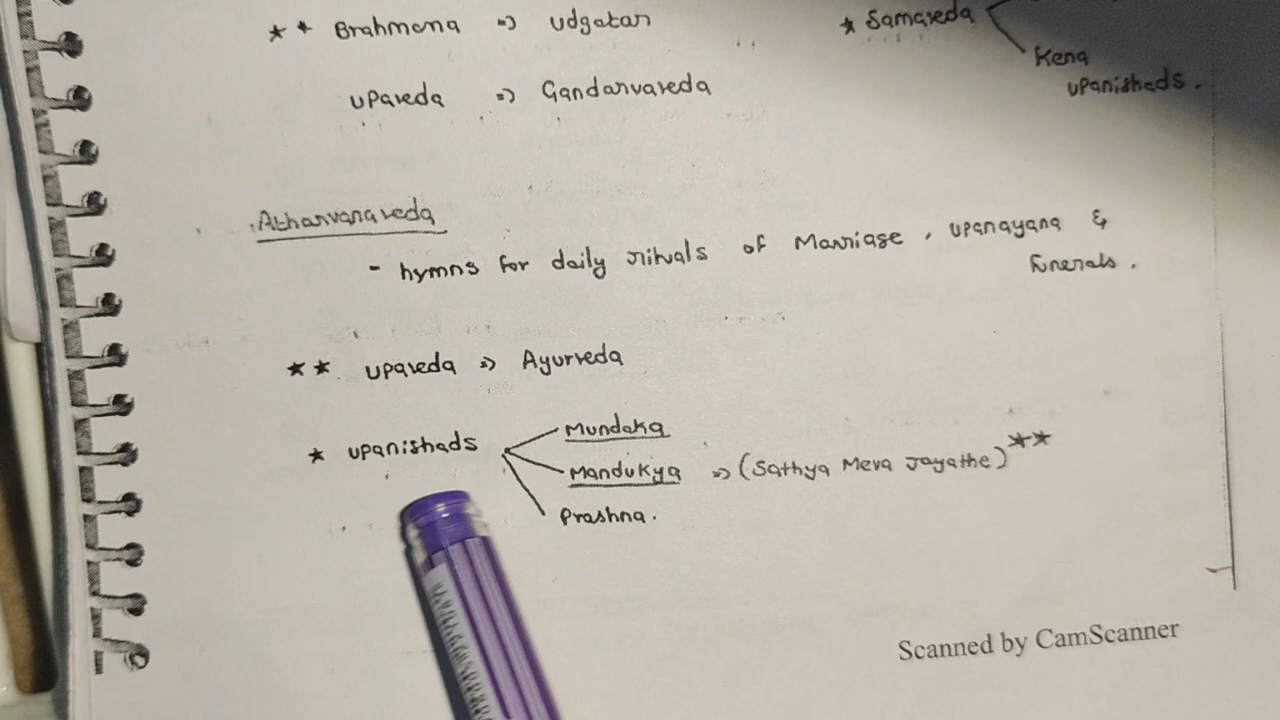 ** Brahmana => Udgatar
* Samaveda
Kena
upanishads.
upaveda => Gandarvaveda
Atharvanaveda
- hymns for daily rituals of Marriage, upanayana &
funerals.
** upaveda => Ayurveda
* upanishads
Mundaka
Mandukya => (Sathya Meva Jayathe)**
Prashna.
Scanned by CamScanner